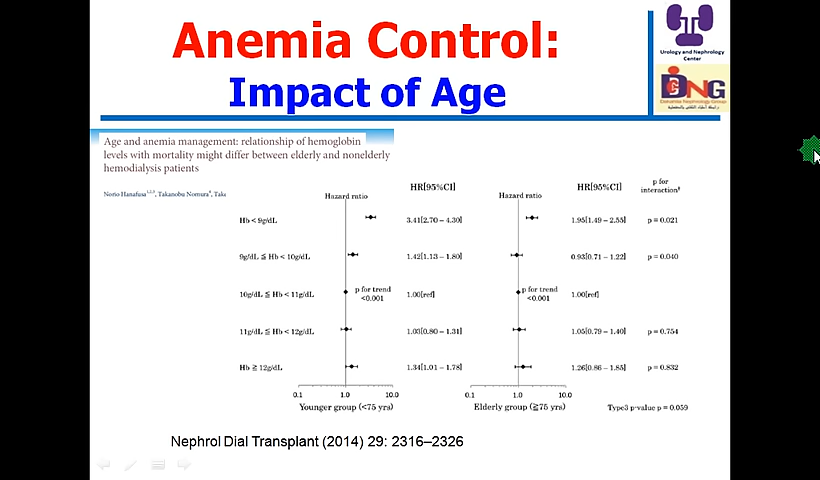 Anemia Control:
Impact of Age
Urology and Nephrology
Center
DNG
Age and anemia management: relationship of hemoglobin
levels with mortality might differ between elderly and nonelderly
hemodialysis patients
Norio Hanafusa1,2,3, Takanobu Nomura4, Take
Hazard ratio HR[95%CI] Hazard ratio HR[95%CI] p for
interaction
Hb < 9g/dL 3.41[2.70 – 4.30] 1.95[1.49 – 2.55] p = 0.021
9g/dL ≦ Hb < 10g/dL 1.42[1.13 – 1.80] 0.93[0.71 – 1.22] p = 0.040
10g/dL ≦ Hb < 11g/dL p for trend 1.00[ref] p for trend 1.00[ref]
<0.001 <0.001
11g/dL ≦ Hb < 12g/dL 1.03[0.80 – 1.31] 1.05[0.79 – 1.40] p = 0.754
Hb ≧ 12g/dL 1.34[1.01 – 1.78] 1.26[0.86 – 1.85] p = 0.832
0.1 1.0 10.0 0.1 1.0 10.0
Younger group (<75 yrs) Elderly group (≧75 yrs) Type3 p-value p = 0.059
Nephrol Dial Transplant (2014) 29: 2316–2326